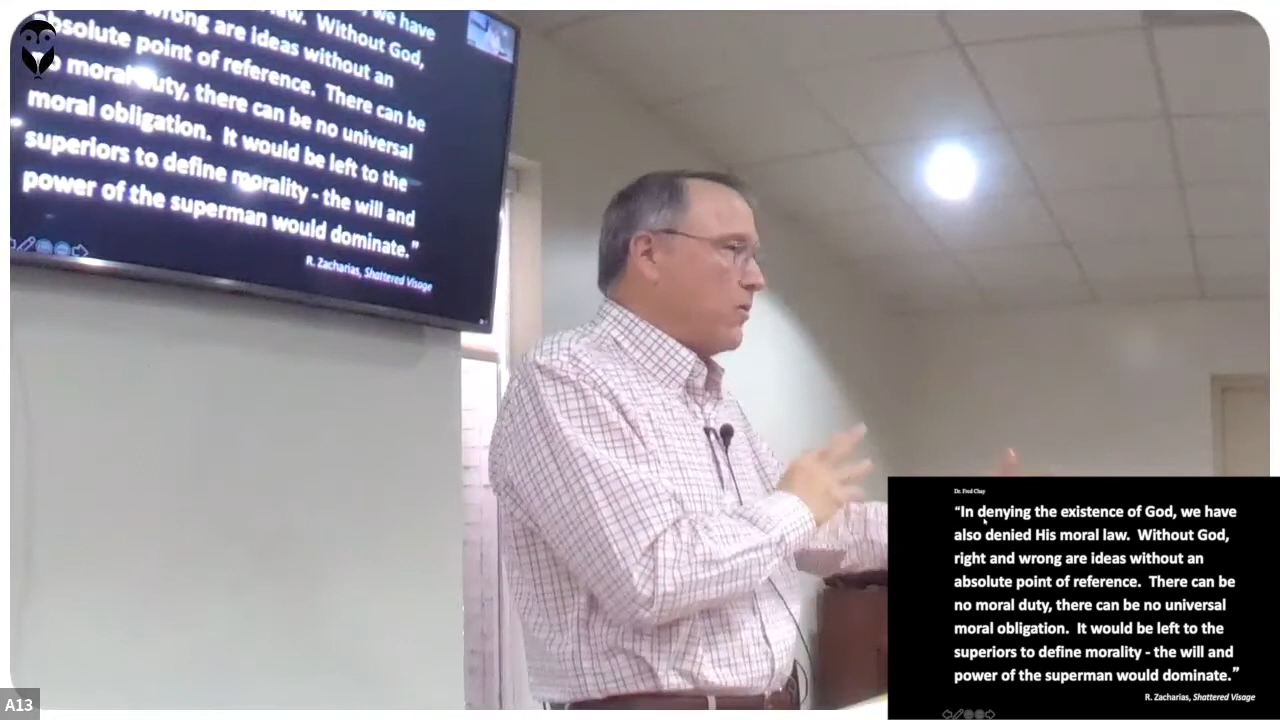 we have
wrong are ideas without an
law. Without God,
absolute point of reference. There can be
no moral duty, there can be no universal
moral obligation. It would be left to the
superiors to define morality - the will and
power of the superman would dominate.”
R. Zacharias, Shattered Visage
Dr. Fred Chay
“In denying the existence of God, we have
also denied His moral law. Without God,
right and wrong are ideas without an
absolute point of reference. There can be
no moral duty, there can be no universal
moral obligation. It would be left to the
superiors to define morality - the will and
power of the superman would dominate.”
R. Zacharias, Shattered Visage
A13